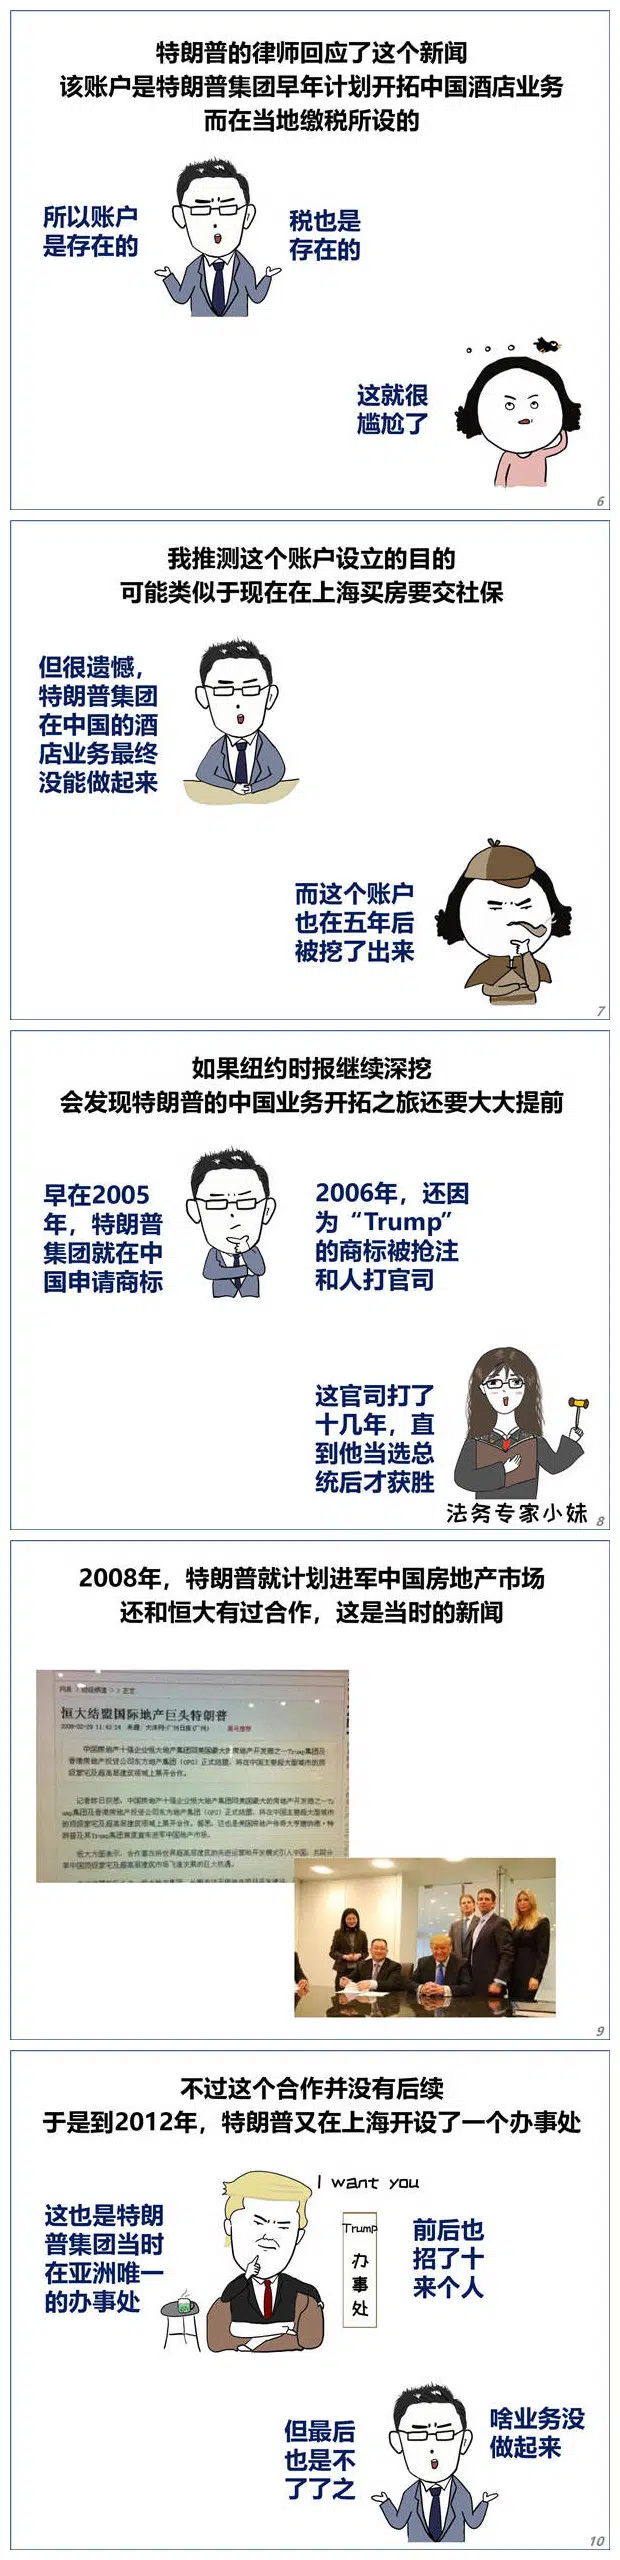 特朗普的律师回应了这个新闻
该账户是特朗普集团早年计划开拓中国酒店业务
而在当地缴税所设的
所以账户
是存在的
税也是
存在的
这就很
尴尬了
6
我推测这个账户设立的目的
可能类似于现在在上海买房要交社保
但很遗憾，
特朗普集团
在中国的酒
店业务最终
没能做起来
而这个账户
也在五年后
被挖了出来
7
如果纽约时报继续深挖
会发现特朗普的中国业务开拓之旅还要大大提前
早在2005
年，特朗普
集团就在中
国申请商标
2006年，还因
为“Trump”
的商标被抢注
和人打官司
这官司打了
十几年，直
到他当选总
统后才获胜
法务专家小妹
8
2008年，特朗普就计划进军中国房地产市场
还和恒大有过合作，这是当时的新闻
恒大结盟国际地产巨头特朗普
9
不过这个合作并没有后续
于是到2012年，特朗普又在上海开设了一个办事处
I want you
这也是特朗
普集团当时
在亚洲唯一
的办事处
Trump
办
事
处
前后也
招了十
来个人
但最后
也是不
了了之
啥业务没
做起来
10